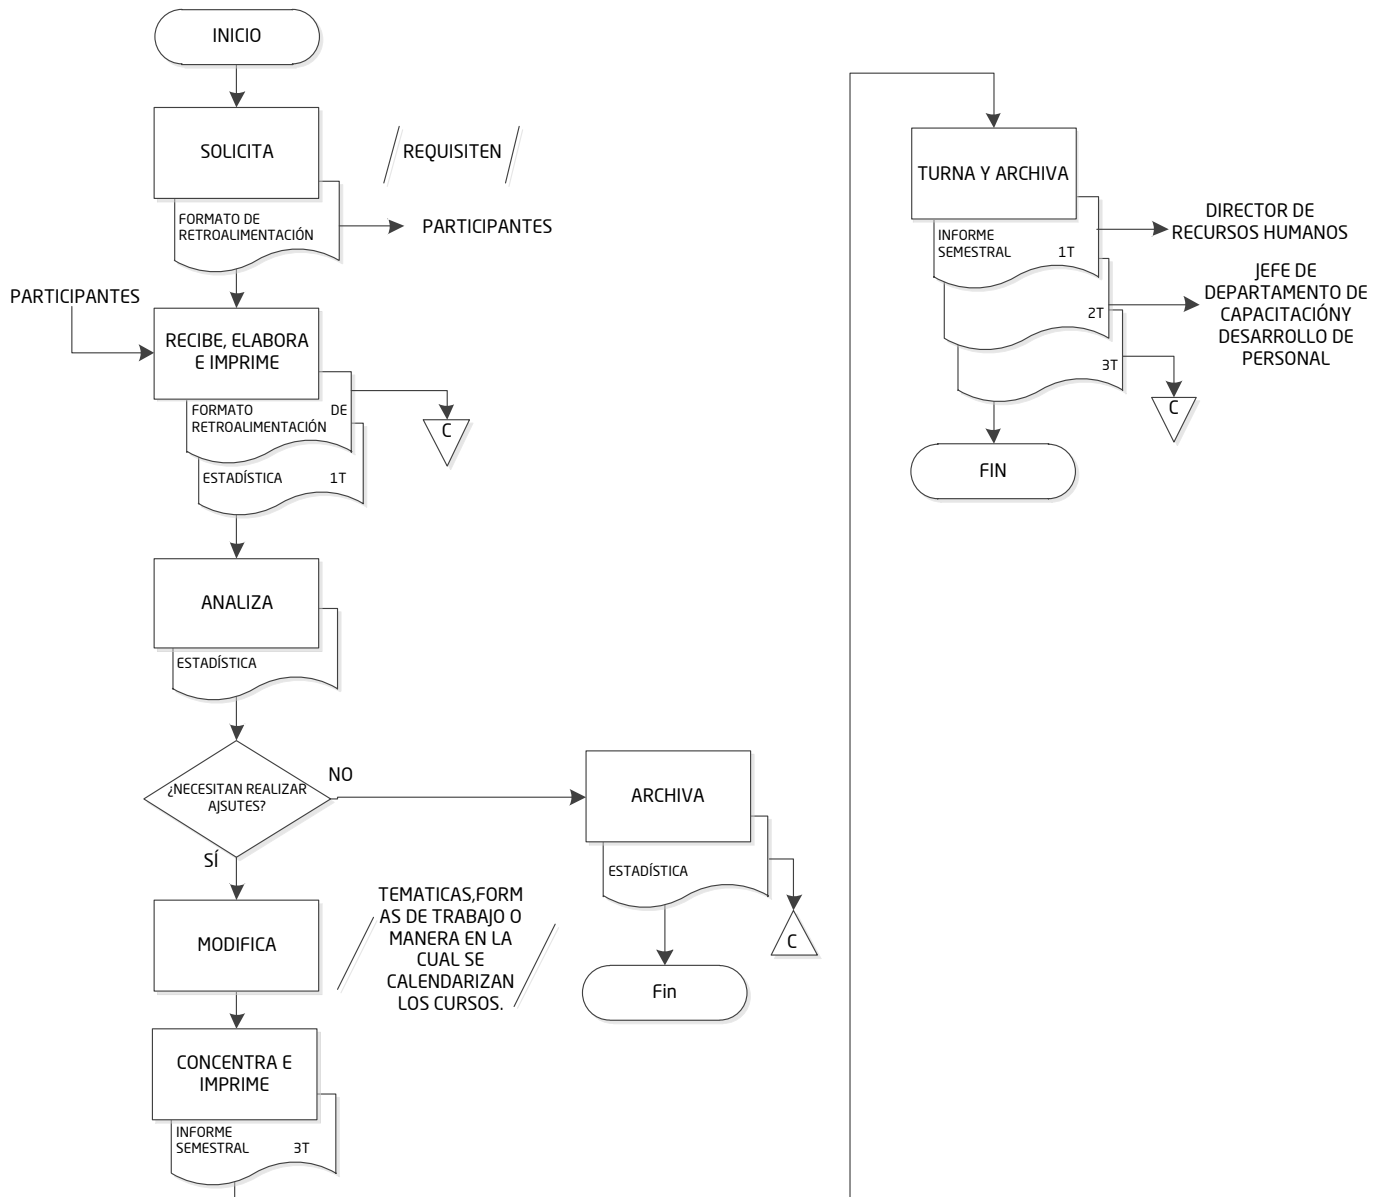 INICIO
SOLICITA
REQUISITEN
FORMATO DE
RETROALIMENTACIÓN
PARTICIPANTES
PARTICIPANTES
RECIBE, ELABORA
E IMPRIME
FORMATO DE
RETROALIMENTACIÓN
C
ESTADÍSTICA 1T
ANALIZA
ESTADÍSTICA
¿NECESITAN REALIZAR
AJSUTES?
NO
SÍ
ARCHIVA
ESTADÍSTICA
C
Fin
MODIFICA
TEMATICAS,FORM
AS DE TRABAJO O
MANERA EN LA
CUAL SE
CALENDARIZAN
LOS CURSOS.
CONCENTRA E
IMPRIME
INFORME
SEMESTRAL 3T
TURNA Y ARCHIVA
INFORME
SEMESTRAL 1T
DIRECTOR DE
RECURSOS HUMANOS
2T
JEFE DE
DEPARTAMENTO DE
CAPACITACIÓNY
DESARROLLO DE
PERSONAL
3T
C
FIN